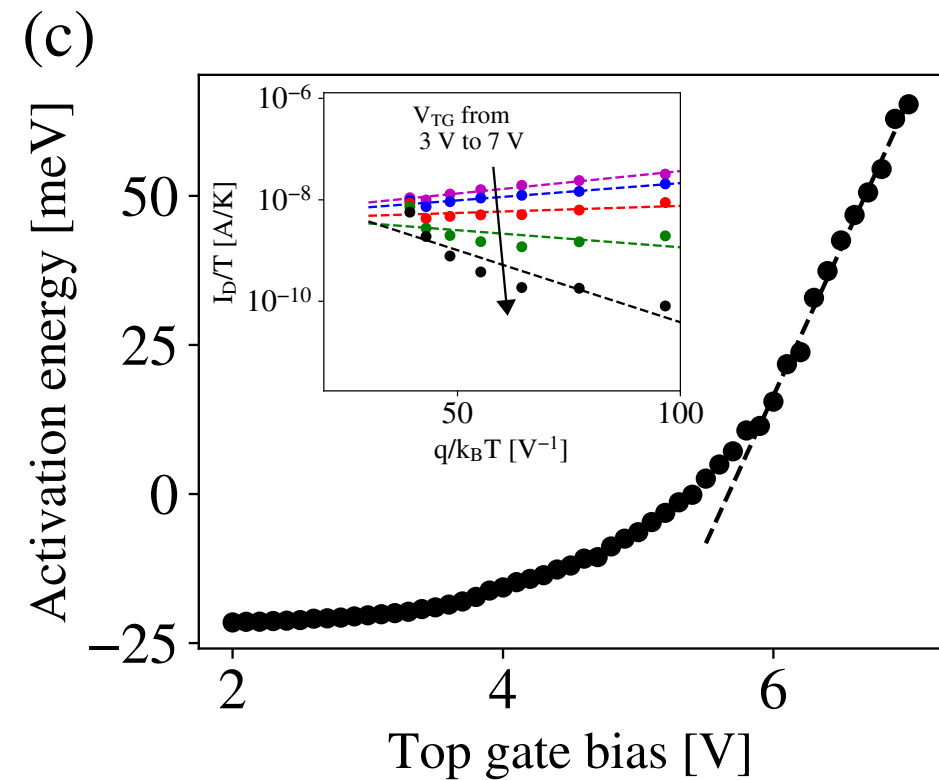 (c)
Activation energy [meV]
50
25
0
−25
2
4
6
Top gate bias [V]
I_D/T [A/K]
10⁻⁶
10⁻⁸
10⁻¹⁰
V_TG from
3 V to 7 V
50
100
q/k_BT [V⁻¹]